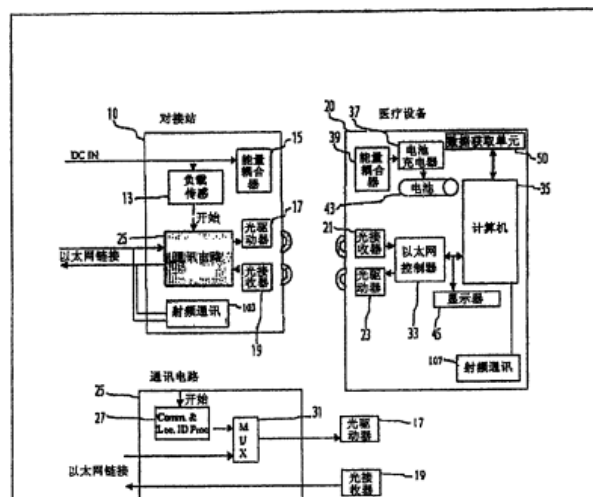 对接站
10
DC IN
能量
耦合器
15
负载
传感
13
开始
17
光驱
动器
25
通讯电路
以太网链接
光接
收器
19
射频通讯
103
医疗设备
20
37
39
能量
耦合器
电池
充电器
数据获取单元
50
电池
43
35
计算机
21
光接
收器
以太网
控制器
33
光驱
动器
23
显示器
45
107
射频通讯
通讯电路
25
开始
27
Comm. &
Loc. ID Proc
M
U
X
31
光驱
动器
17
以太网链接
光接
收器
19